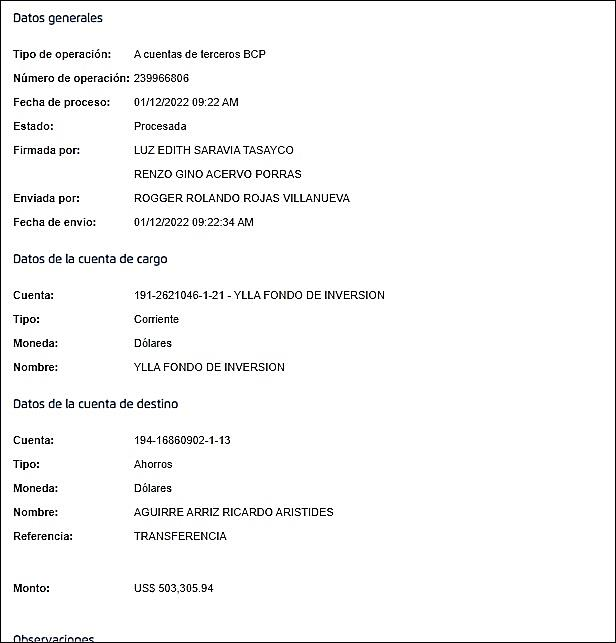 Datos generales
Tipo de operación: A cuentas de terceros BCP
Número de operación: 239966806
Fecha de proceso: 01/12/2022 09:22 AM
Estado: Procesada
Firmada por: LUZ EDITH SARAVIA TASAYCO
RENZO GINO ACERVO PORRAS
Enviada por: ROGGER ROLANDO ROJAS VILLANUEVA
Fecha de envío: 01/12/2022 09:22:34 AM
Datos de la cuenta de cargo
Cuenta: 191-2621046-1-21 - YLLA FONDO DE INVERSION
Tipo: Corriente
Moneda: Dólares
Nombre: YLLA FONDO DE INVERSION
Datos de la cuenta de destino
Cuenta: 194-16860902-1-13
Tipo: Ahorros
Moneda: Dólares
Nombre: AGUIRRE ARRIZ RICARDO ARISTIDES
Referencia: TRANSFERENCIA
Monto: US$ 503,305.94
Observaciones